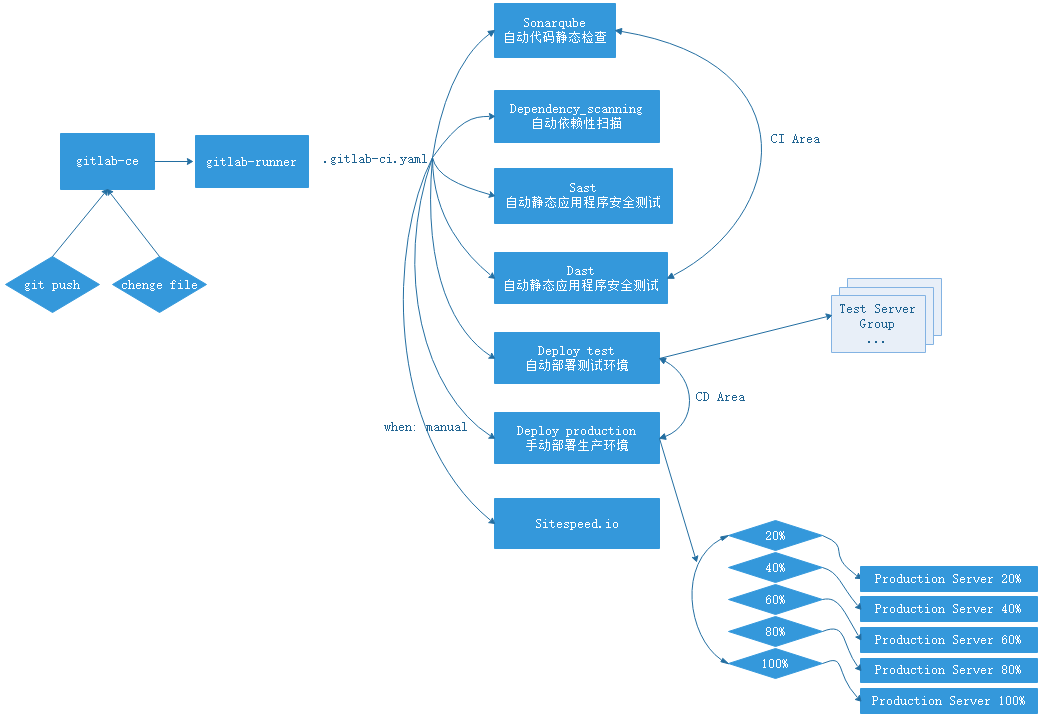 Sonarqube
自动代码静态检查
Dependency_scanning
自动依赖性扫描
CI Area
gitlab-ce
gitlab-runner
.gitlab-ci.yaml
Sast
自动静态应用程序安全测试
git push
chenge file
Dast
自动静态应用程序安全测试
Test Server
Group
...
Deploy test
自动部署测试环境
CD Area
when: manual
Deploy production
手动部署生产环境
Sitespeed.io
20%
40%
60%
80%
100%
Production Server 20%
Production Server 40%
Production Server 60%
Production Server 80%
Production Server 100%